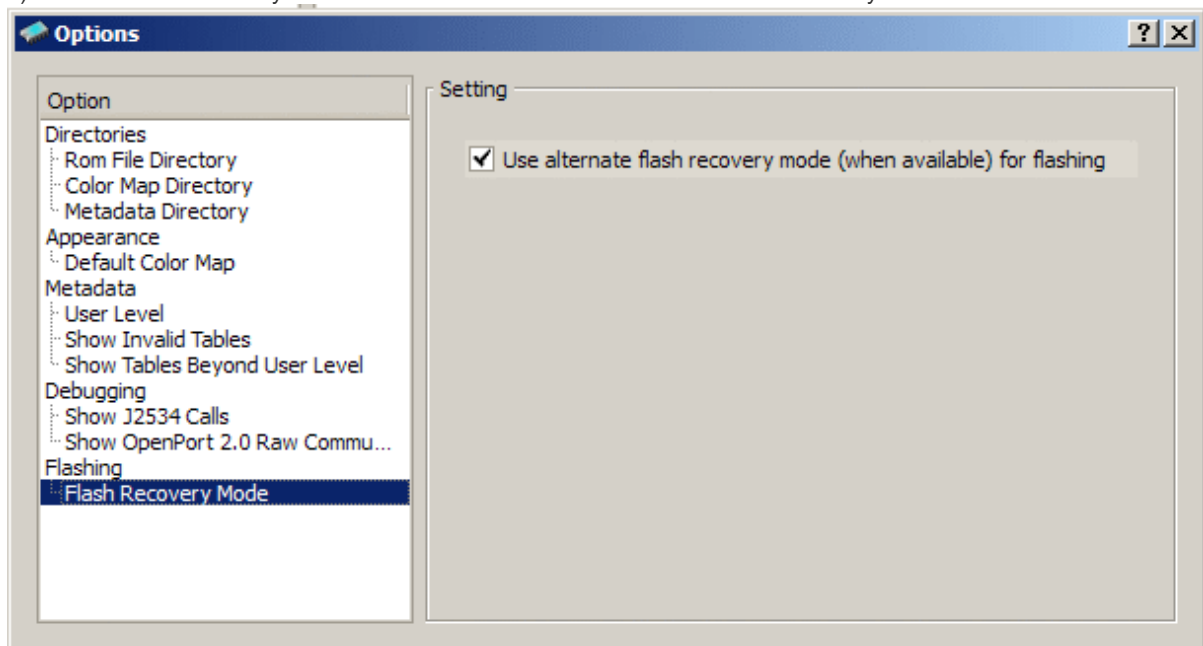 Options
Option
Setting
Directories
Rom File Directory
Color Map Directory
Metadata Directory
Appearance
Default Color Map
Metadata
User Level
Show Invalid Tables
Show Tables Beyond User Level
Debugging
Show J2534 Calls
Show OpenPort 2.0 Raw Commu...
Flashing
Flash Recovery Mode
Use alternate flash recovery mode (when available) for flashing